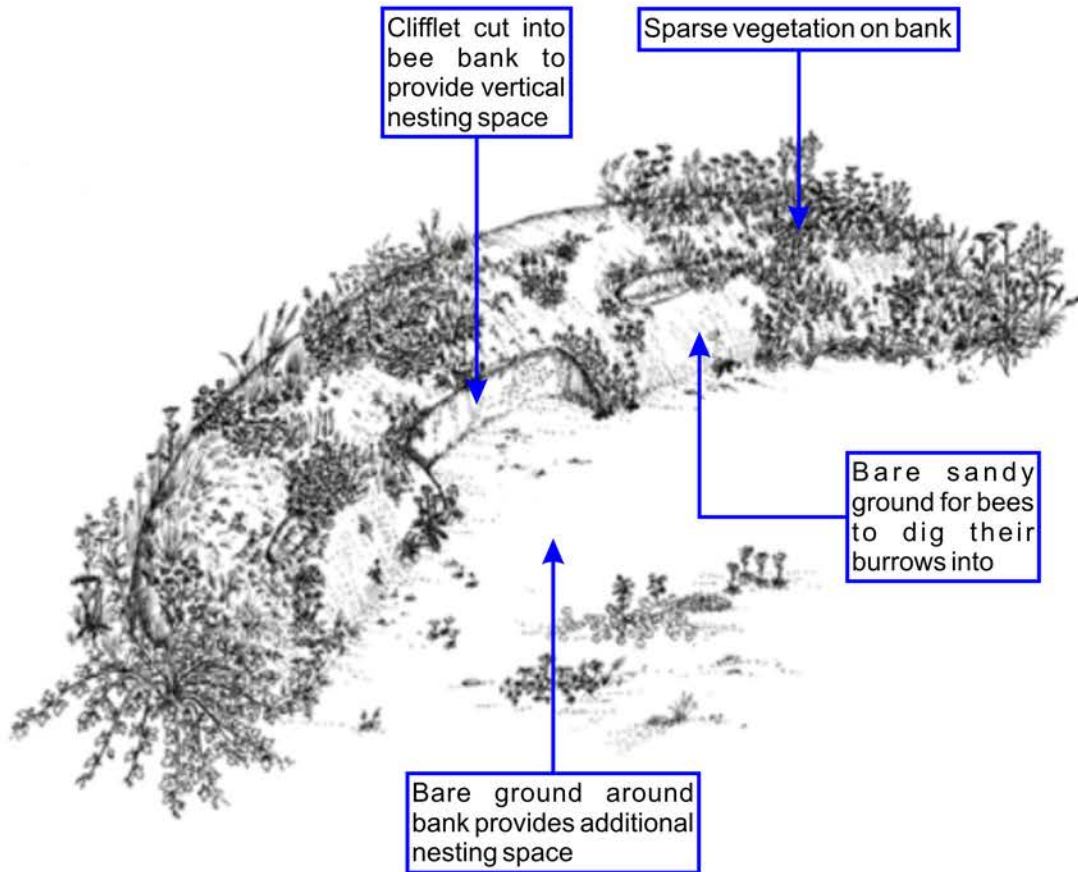 Clifflet cut into
bee bank to
provide vertical
nesting space
Sparse vegetation on bank
Bare sandy
ground for bees
to dig their
burrows into
Bare ground around
bank provides additional
nesting space